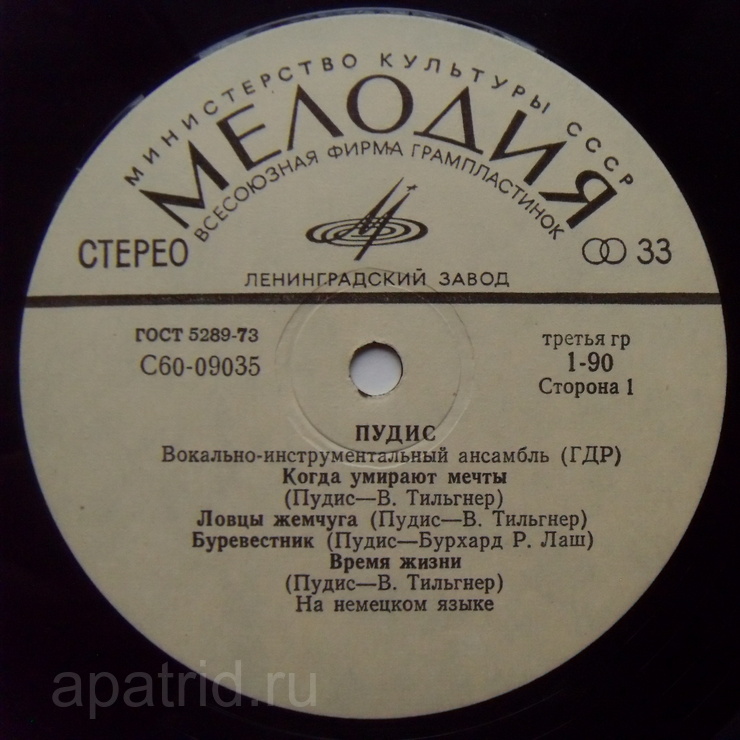 МИНИСТЕРСТВО КУЛЬТУРЫ СССР
МЕЛОДИЯ
ВСЕСОЮЗНАЯ ФИРМА ГРАМПЛАСТИНОК
СТЕРЕО
33
ЛЕНИНГРАДСКИЙ ЗАВОД
ГОСТ 5289-73
С60-09035
третья гр
1-90
Сторона 1
ПУДИС
Вокально-инструментальный ансамбль (ГДР)
Когда умирают мечты
(Пудис—В. Тильгнер)
Ловцы жемчуга (Пудис—В. Тильгнер)
Буревестник (Пудис—Бурхард Р. Лаш)
Время жизни
(Пудис—В. Тильгнер)
На немецком языке
apatrid.ru